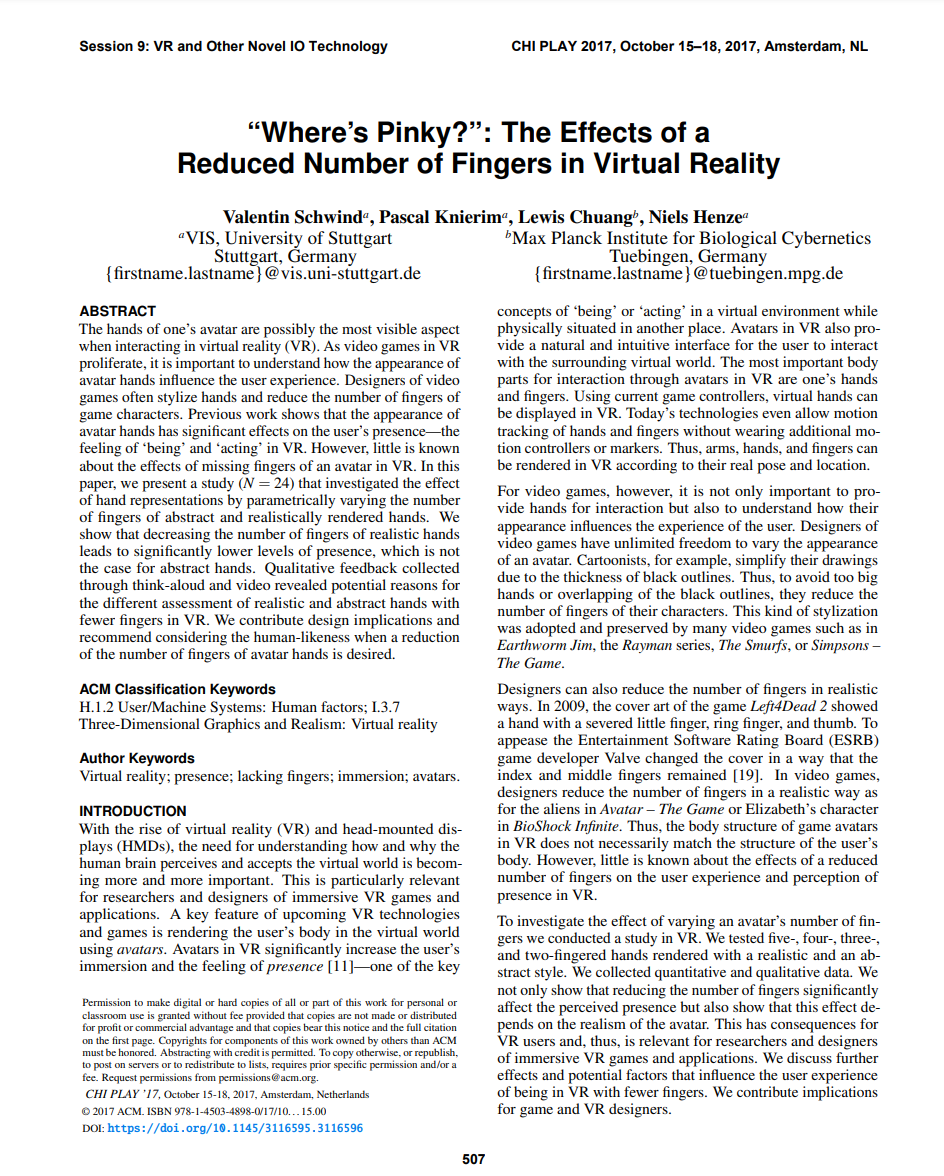 Session 9: VR and Other Novel IO Technology
CHI PLAY 2017, October 15–18, 2017, Amsterdam, NL
“Where’s Pinky?”: The Effects of a
Reduced Number of Fingers in Virtual Reality
Valentin Schwindᵃ, Pascal Knierimᵃ, Lewis Chuangᵇ, Niels Henzeᵃ
ᵃVIS, University of Stuttgart
Stuttgart, Germany
{firstname.lastname}@vis.uni-stuttgart.de
ᵇMax Planck Institute for Biological Cybernetics
Tuebingen, Germany
{firstname.lastname}@tuebingen.mpg.de
ABSTRACT
The hands of one’s avatar are possibly the most visible aspect
when interacting in virtual reality (VR). As video games in VR
proliferate, it is important to understand how the appearance of
avatar hands influence the user experience. Designers of video
games often stylize hands and reduce the number of fingers of
game characters. Previous work shows that the appearance of
avatar hands has significant effects on the user’s presence—the
feeling of ‘being’ and ‘acting’ in VR. However, little is known
about the effects of missing fingers of an avatar in VR. In this
paper, we present a study (N = 24) that investigated the effect
of hand representations by parametrically varying the number
of fingers of abstract and realistically rendered hands. We
show that decreasing the number of fingers of realistic hands
leads to significantly lower levels of presence, which is not
the case for abstract hands. Qualitative feedback collected
through think-aloud and video revealed potential reasons for
the different assessment of realistic and abstract hands with
fewer fingers in VR. We contribute design implications and
recommend considering the human-likeness when a reduction
of the number of fingers of avatar hands is desired.
ACM Classification Keywords
H.1.2 User/Machine Systems: Human factors; I.3.7
Three-Dimensional Graphics and Realism: Virtual reality
Author Keywords
Virtual reality; presence; lacking fingers; immersion; avatars.
INTRODUCTION
With the rise of virtual reality (VR) and head-mounted dis-
plays (HMDs), the need for understanding how and why the
human brain perceives and accepts the virtual world is becom-
ing more and more important. This is particularly relevant
for researchers and designers of immersive VR games and
applications. A key feature of upcoming VR technologies
and games is rendering the user’s body in the virtual world
using avatars. Avatars in VR significantly increase the user’s
immersion and the feeling of presence [11]—one of the key
Permission to make digital or hard copies of all or part of this work for personal or
classroom use is granted without fee provided that copies are not made or distributed
for profit or commercial advantage and that copies bear this notice and the full citation
on the first page. Copyrights for components of this work owned by others than ACM
must be honored. Abstracting with credit is permitted. To copy otherwise, or republish,
to post on servers or to redistribute to lists, requires prior specific permission and/or a
fee. Request permissions from permissions@acm.org.
CHI PLAY ’17, October 15-18, 2017, Amsterdam, Netherlands
© 2017 ACM. ISBN 978-1-4503-4898-0/17/10…15.00
DOI: https://doi.org/10.1145/3116595.3116596
concepts of ‘being’ or ‘acting’ in a virtual environment while
physically situated in another place. Avatars in VR also pro-
vide a natural and intuitive interface for the user to interact
with the surrounding virtual world. The most important body
parts for interaction through avatars in VR are one’s hands
and fingers. Using current game controllers, virtual hands can
be displayed in VR. Today’s technologies even allow motion
tracking of hands and fingers without wearing additional mo-
tion controllers or markers. Thus, arms, hands, and fingers can
be rendered in VR according to their real pose and location.
For video games, however, it is not only important to pro-
vide hands for interaction but also to understand how their
appearance influences the experience of the user. Designers of
video games have unlimited freedom to vary the appearance
of an avatar. Cartoonists, for example, simplify their drawings
due to the thickness of black outlines. Thus, to avoid too big
hands or overlapping of the black outlines, they reduce the
number of fingers of their characters. This kind of stylization
was adopted and preserved by many video games such as in
Earthworm Jim, the Rayman series, The Smurfs, or Simpsons –
The Game.
Designers can also reduce the number of fingers in realistic
ways. In 2009, the cover art of the game Left4Dead 2 showed
a hand with a severed little finger, ring finger, and thumb. To
appease the Entertainment Software Rating Board (ESRB)
game developer Valve changed the cover in a way that the
index and middle fingers remained [19]. In video games,
designers reduce the number of fingers in a realistic way as
for the aliens in Avatar – The Game or Elizabeth’s character
in BioShock Infinite. Thus, the body structure of game avatars
in VR does not necessarily match the structure of the user’s
body. However, little is known about the effects of a reduced
number of fingers on the user experience and perception of
presence in VR.
To investigate the effect of varying an avatar’s number of fin-
gers we conducted a study in VR. We tested five-, four-, three-,
and two-fingered hands rendered with a realistic and an ab-
stract style. We collected quantitative and qualitative data. We
not only show that reducing the number of fingers significantly
affect the perceived presence but also show that this effect de-
pends on the realism of the avatar. This has consequences for
VR users and, thus, is relevant for researchers and designers
of immersive VR games and applications. We discuss further
effects and potential factors that influence the user experience
of being in VR with fewer fingers. We contribute implications
for game and VR designers.
507